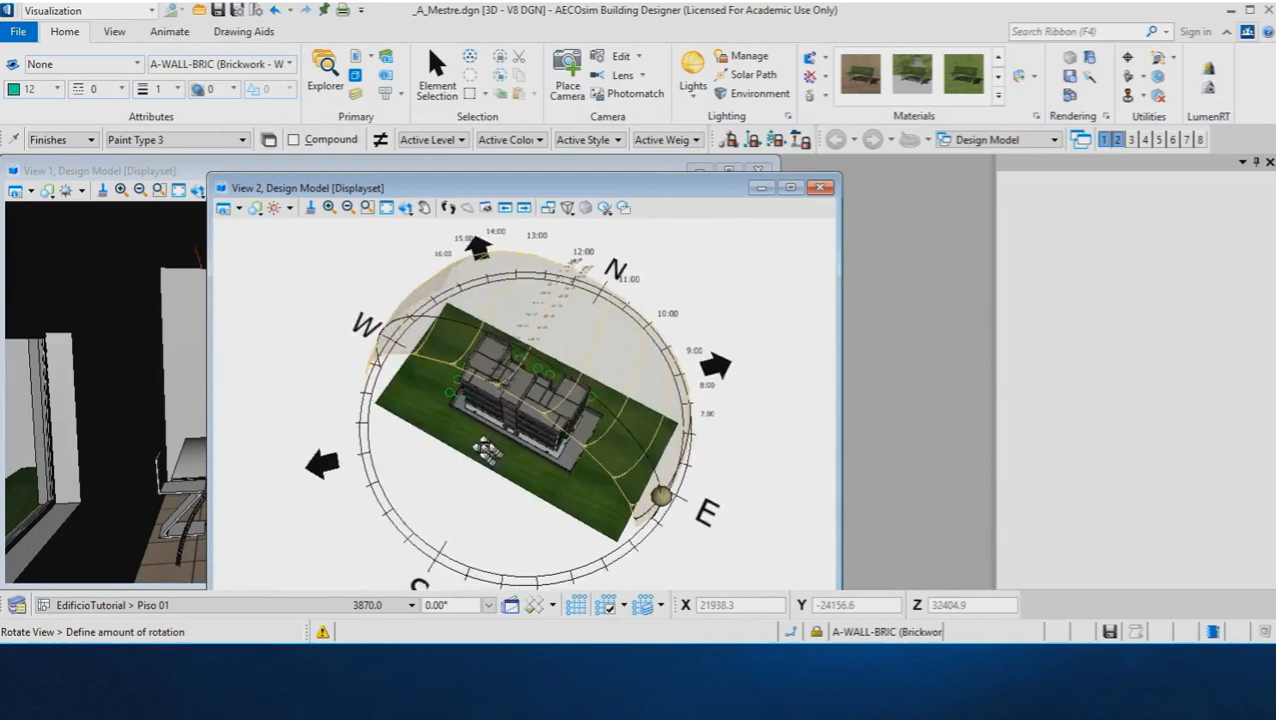 Visualization
_A_Mestre.dgn [3D - V8 DGN] - AECOsim Building Designer (Licensed For Academic Use Only)
File Home View Animate Drawing Aids
Search Ribbon (F4) Sign in
None A-WALL-BRIC (Brickwork - W
12 0 1 0 0
Attributes
Explorer
Primary
Element Selection
Selection
Place Camera
Edit
Lens
Photomatch
Camera
Lights
Manage
Solar Path
Environment
Lighting
Materials
Rendering
Utilities
LumenRT
Finishes Paint Type 3 Compound Active Level Active Color Active Style Active Weig Design Model 1 2 3 4 5 6 7 8
View 1, Design Model [Displayset]
View 2, Design Model [Displayset]
15:00 14:00 13:00
16:00 12:00
N 11:00
10:00
W
9:00
8:00
7:00
E
EdificioTutorial > Piso 01 3870.0 0.00° X 21938.3 Y -24156.6 Z 32404.9
Rotate View > Define amount of rotation A-WALL-BRIC (Brickwor